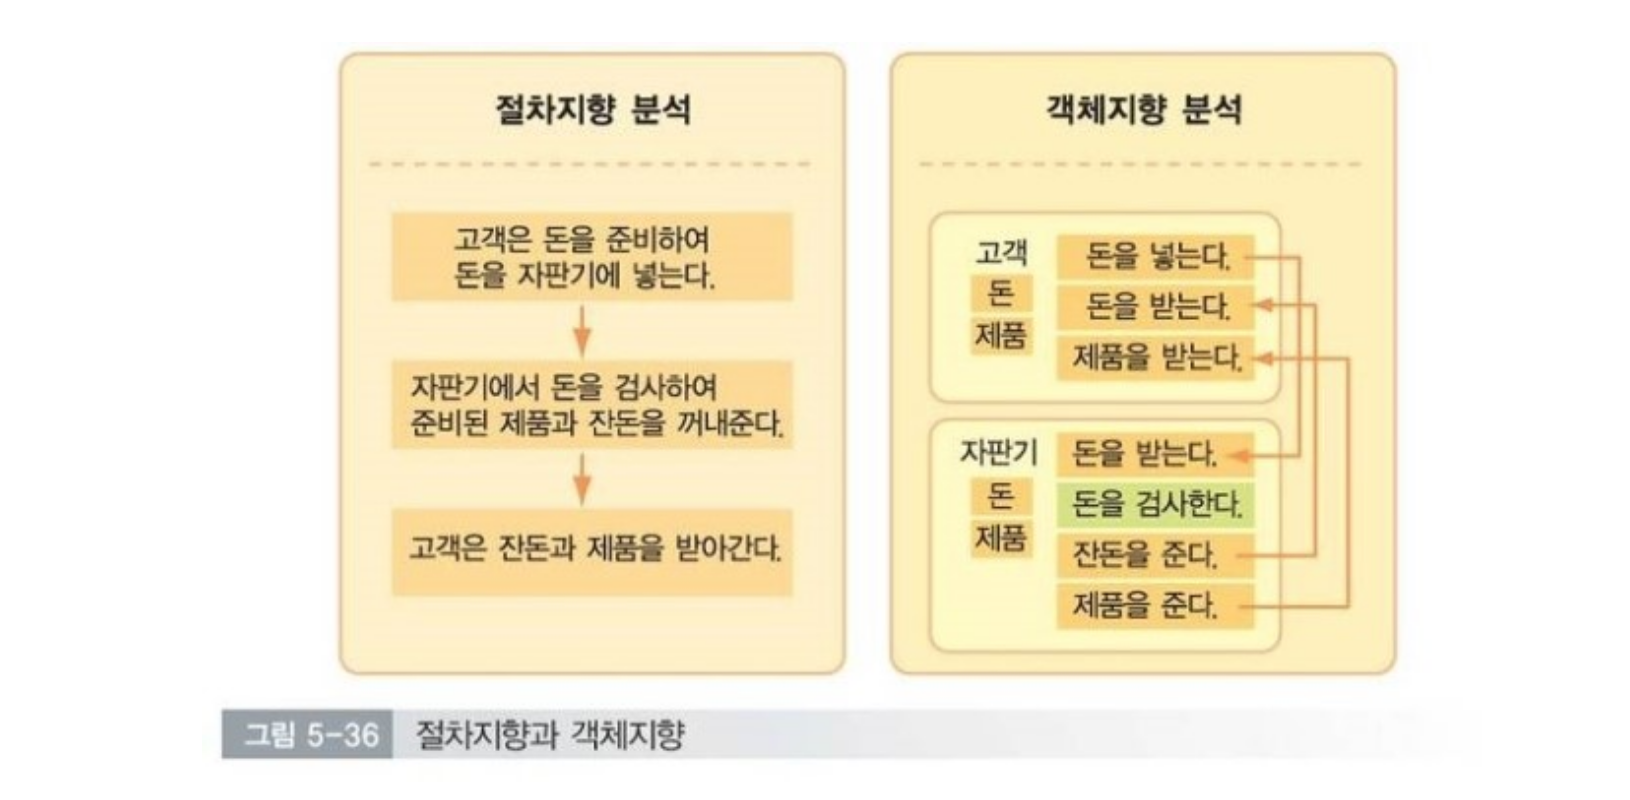 절차지향 분석
고객은 돈을 준비하여
돈을 자판기에 넣는다.
자판기에서 돈을 검사하여
준비된 제품과 잔돈을 꺼내준다.
고객은 잔돈과 제품을 받아간다.
객체지향 분석
고객
돈
제품
돈을 넣는다.
돈을 받는다.
제품을 받는다.
자판기
돈
제품
돈을 받는다.
돈을 검사한다.
잔돈을 준다.
제품을 준다.
그림 5-36 절차지향과 객체지향